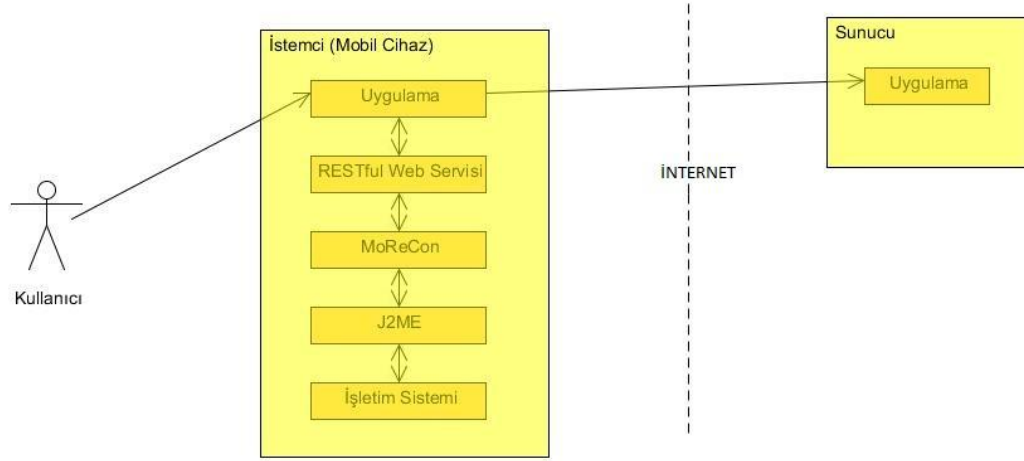 İstemci (Mobil Cihaz)
Uygulama
RESTful Web Servisi
MoReCon
J2ME
İşletim Sistemi
Kullanıcı
İNTERNET
Sunucu
Uygulama